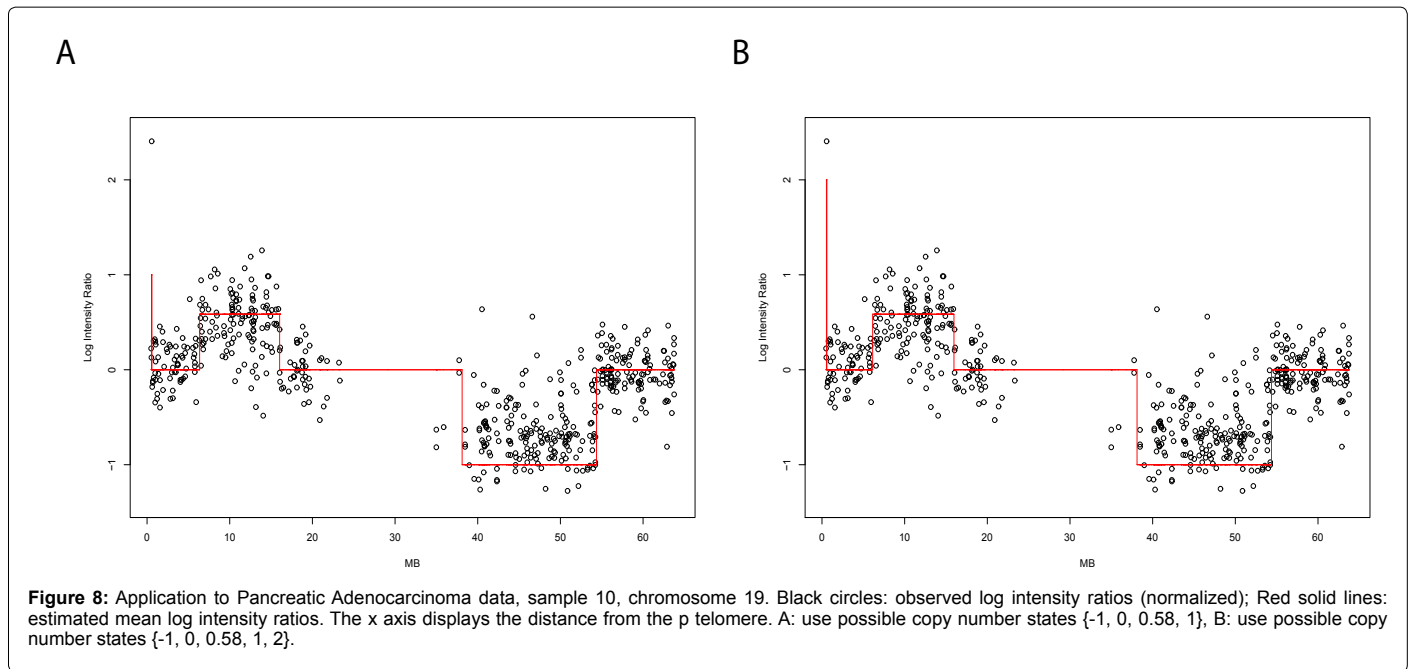 A
B
2
1
0
−1
Log Intensity Ratio
0
10
20
30
40
50
60
MB
2
1
0
−1
Log Intensity Ratio
0
10
20
30
40
50
60
MB
Figure 8: Application to Pancreatic Adenocarcinoma data, sample 10, chromosome 19. Black circles: observed log intensity ratios (normalized); Red solid lines:
estimated mean log intensity ratios. The x axis displays the distance from the p telomere. A: use possible copy number states {-1, 0, 0.58, 1}, B: use possible copy
number states {-1, 0, 0.58, 1, 2}.